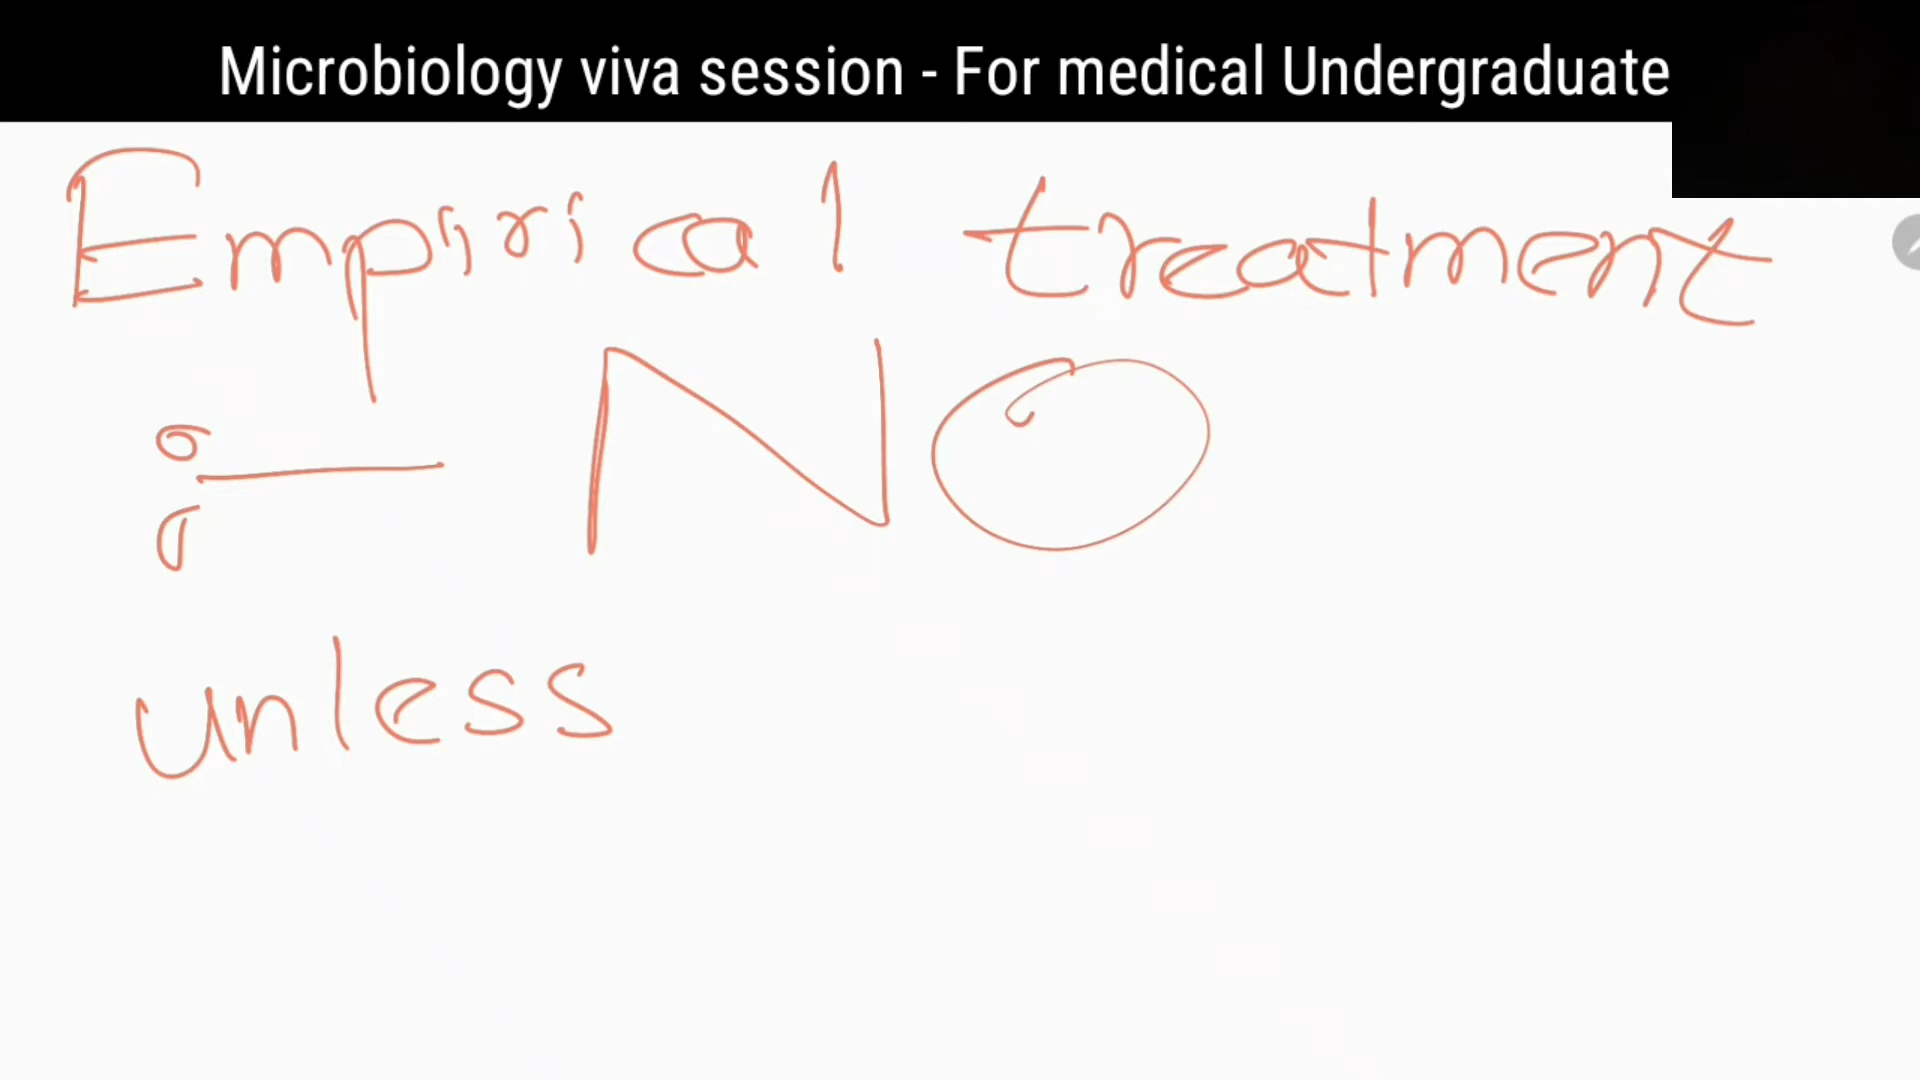 Microbiology viva session - For medical Undergraduate
Empirical treatment
:- NO
unless